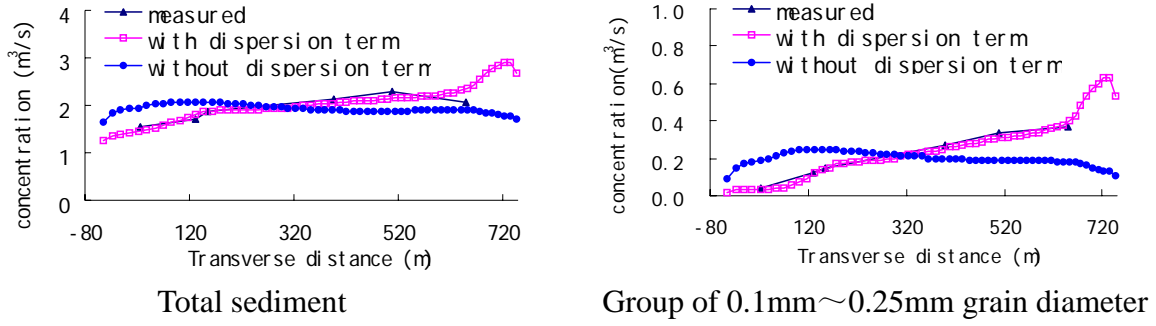 4
3
2
1
0
concentration (m³/s)
measured
with dispersion term
without dispersion term
-80
120
320
520
720
Transverse distance (m)
Total sediment
1.0
0.8
0.6
0.4
0.2
0.0
concentration(m³/s)
measured
with dispersion term
without dispersion term
-80
120
320
520
720
Transverse distance (m)
Group of 0.1mm～0.25mm grain diameter